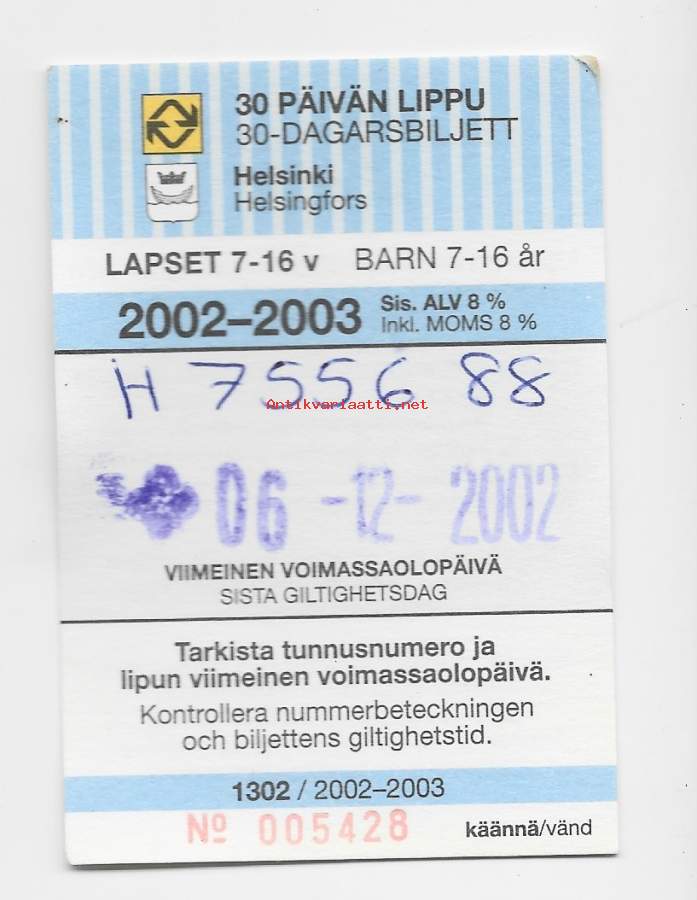 30 PÄIVÄN LIPPU
30-DAGARSBILJETT
Helsinki
Helsingfors
LAPSET 7-16 v BARN 7-16 år
2002–2003 Sis. ALV 8 %
Inkl. MOMS 8 %
H 7556 88
Antikvariaatti.net
06 -12- 2002
VIIMEINEN VOIMASSAOLOPÄIVÄ
SISTA GILTIGHETSDAG
Tarkista tunnusnumero ja
lipun viimeinen voimassaolopäivä.
Kontrollera nummerbeteckningen
och biljettens giltighetstid.
1302 / 2002–2003
Nº 005428 käännä/vänd